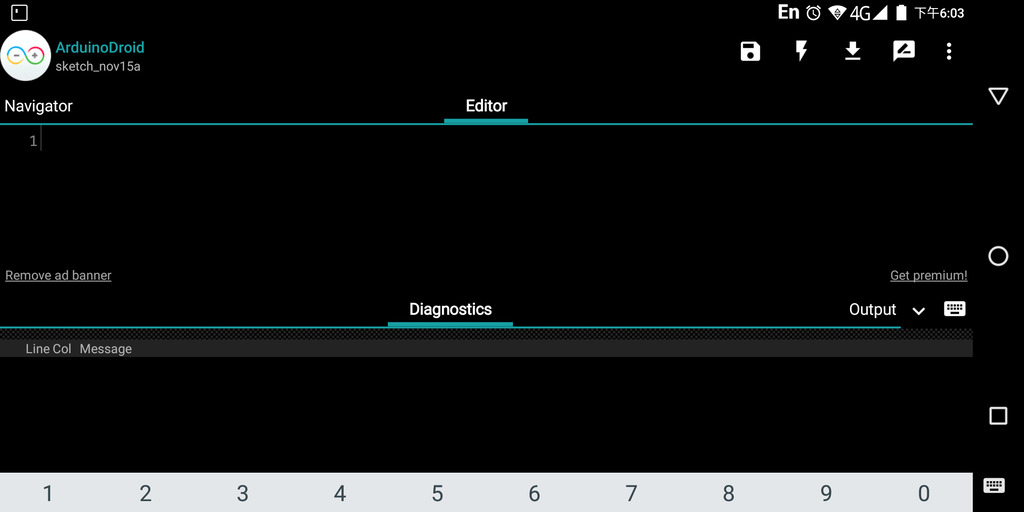 En 4G 下午6:03
ArduinoDroid
sketch_nov15a
Navigator Editor
1
Remove ad banner Get premium!
Diagnostics Output
Line Col Message
1 2 3 4 5 6 7 8 9 0